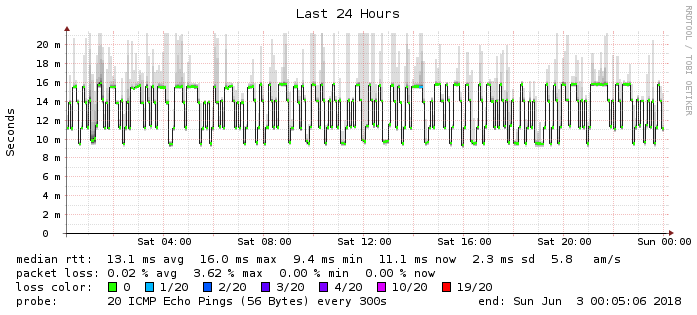 Last 24 Hours
RRDTOOL / TOBI OETIKER
Seconds
20 m
18 m
16 m
14 m
12 m
10 m
8 m
6 m
4 m
2 m
0
Sat 04:00 Sat 08:00 Sat 12:00 Sat 16:00 Sat 20:00 Sun 00:00
median rtt: 13.1 ms avg 16.0 ms max 9.4 ms min 11.1 ms now 2.3 ms sd 5.8 am/s
packet loss: 0.02 % avg 3.62 % max 0.00 % min 0.00 % now
loss color: 0 1/20 2/20 3/20 4/20 10/20 19/20
probe: 20 ICMP Echo Pings (56 Bytes) every 300s end: Sun Jun 3 00:05:06 2018